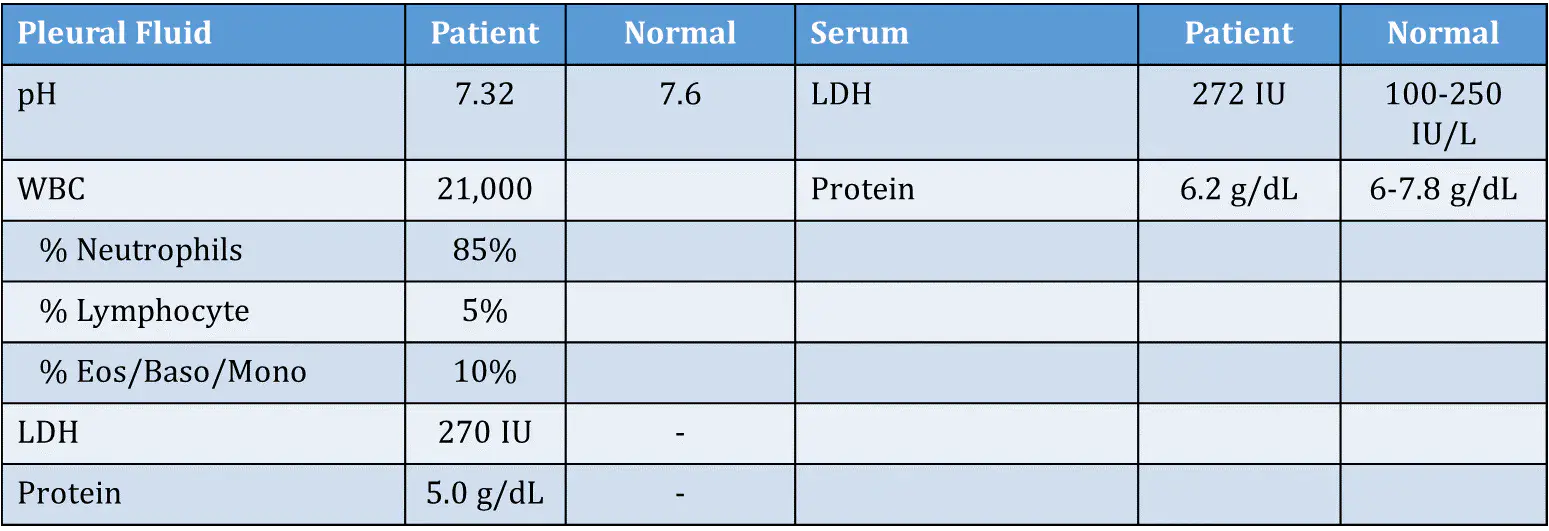 Pleural Fluid Patient Normal Serum Patient Normal
pH 7.32 7.6 LDH 272 IU 100-250
IU/L
WBC 21,000 Protein 6.2 g/dL 6-7.8 g/dL
% Neutrophils 85%
% Lymphocyte 5%
% Eos/Baso/Mono 10%
LDH 270 IU -
Protein 5.0 g/dL -